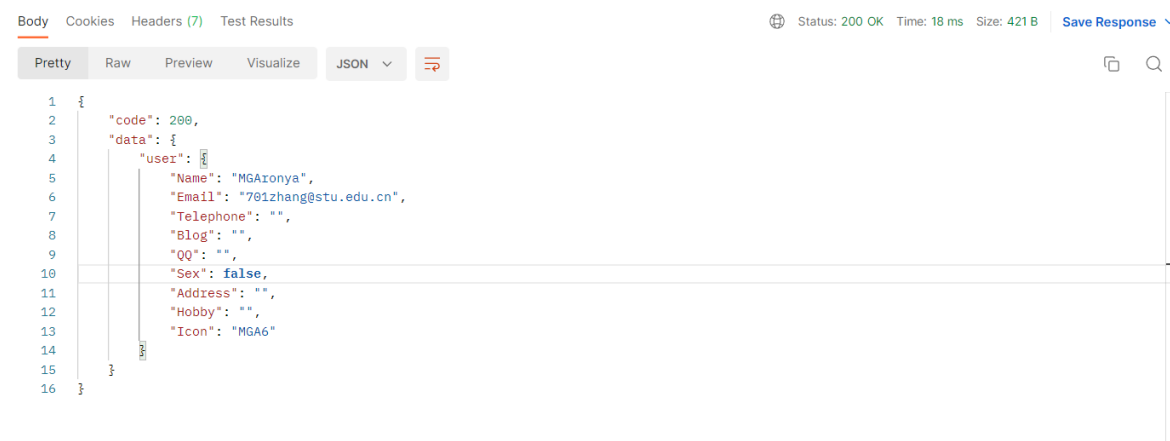 Body Cookies Headers (7) Test Results Status: 200 OK Time: 18 ms Size: 421 B Save Response
Pretty Raw Preview Visualize JSON
1 {
2 "code": 200,
3 "data": {
4 "user": {
5 "Name": "MGAronya",
6 "Email": "701zhang@stu.edu.cn",
7 "Telephone": "",
8 "Blog": "",
9 "QQ": "",
10 "Sex": false,
11 "Address": "",
12 "Hobby": "",
13 "Icon": "MGA6"
14 }
15 }
16 }